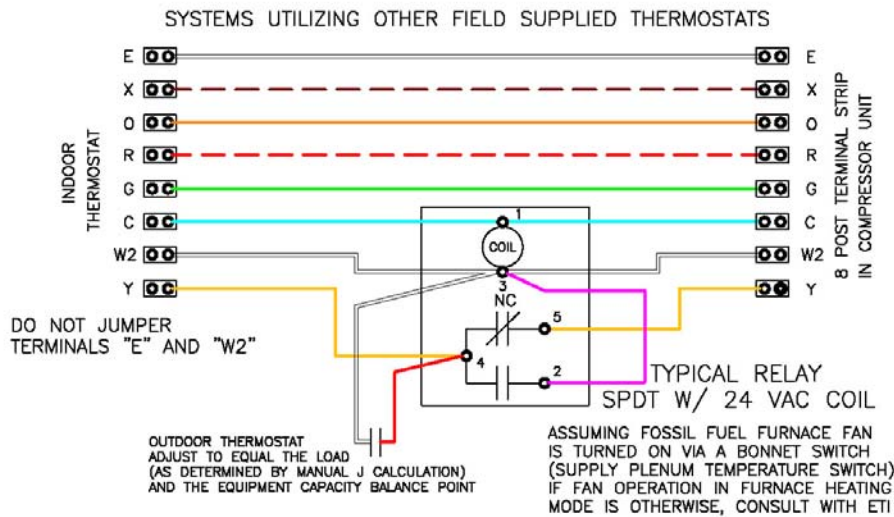 SYSTEMS UTILIZING OTHER FIELD SUPPLIED THERMOSTATS
E
X
O
R
G
C
W2
Y
INDOOR
THERMOSTAT
E
X
O
R
G
C
W2
Y
8 POST TERMINAL STRIP
IN COMPRESSOR UNIT
1
COIL
3
NC
5
4
2
DO NOT JUMPER
TERMINALS "E" AND "W2"
TYPICAL RELAY
SPDT W/ 24 VAC COIL
OUTDOOR THERMOSTAT
ADJUST TO EQUAL THE LOAD
(AS DETERMINED BY MANUAL J CALCULATION)
AND THE EQUIPMENT CAPACITY BALANCE POINT
ASSUMING FOSSIL FUEL FURNACE FAN
IS TURNED ON VIA A BONNET SWITCH
(SUPPLY PLENUM TEMPERATURE SWITCH)
IF FAN OPERATION IN FURNACE HEATING
MODE IS OTHERWISE, CONSULT WITH ETI